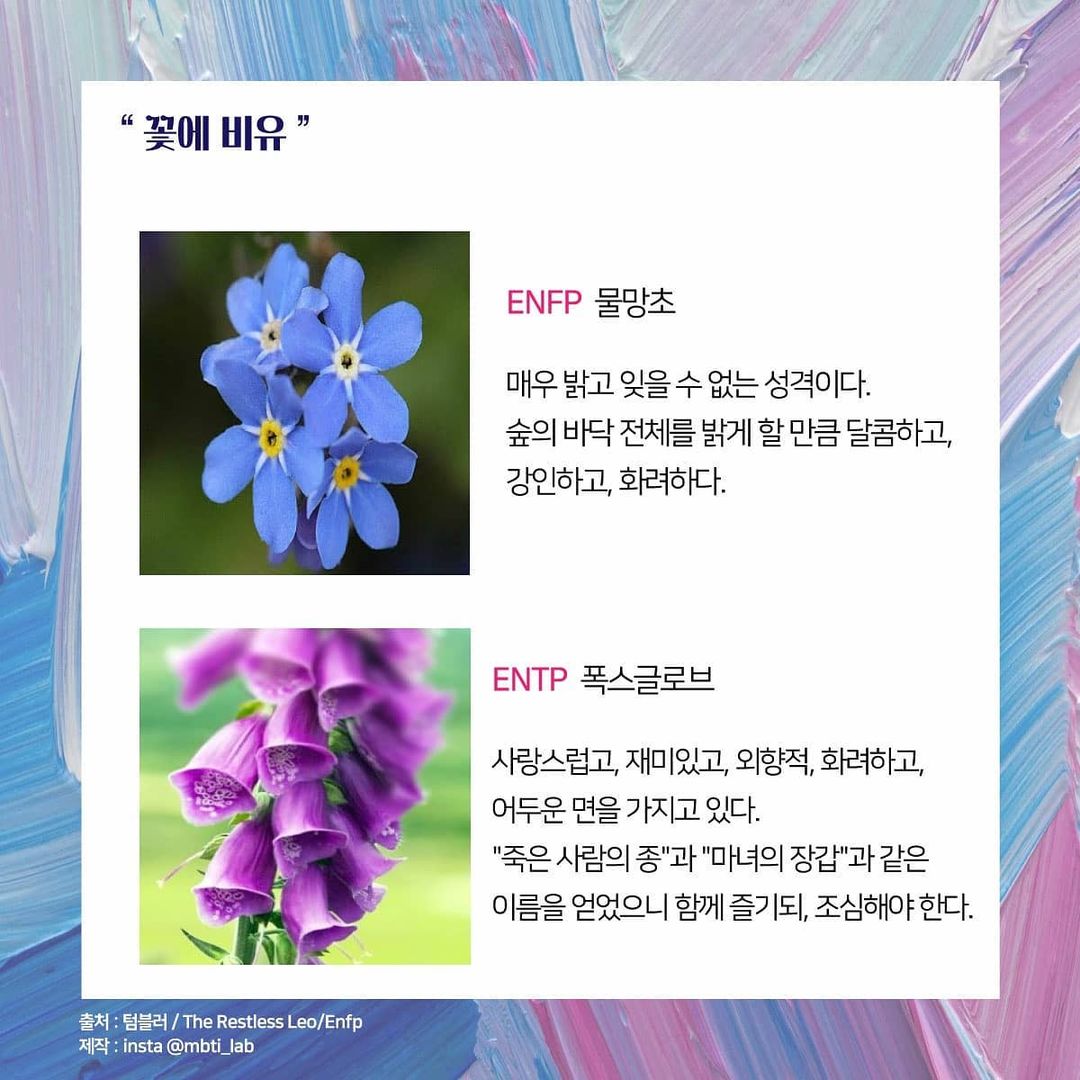 “ 꽃에 비유 ”
ENFP 물망초
매우 밝고 잊을 수 없는 성격이다.
숲의 바닥 전체를 밝게 할 만큼 달콤하고,
강인하고, 화려하다.
ENTP 폭스글로브
사랑스럽고, 재미있고, 외향적, 화려하고,
어두운 면을 가지고 있다.
"죽은 사람의 종"과 "마녀의 장갑"과 같은
이름을 얻었으니 함께 즐기되, 조심해야 한다.
출처 : 텀블러 / The Restless Leo/Enfp
제작 : insta @mbti_lab